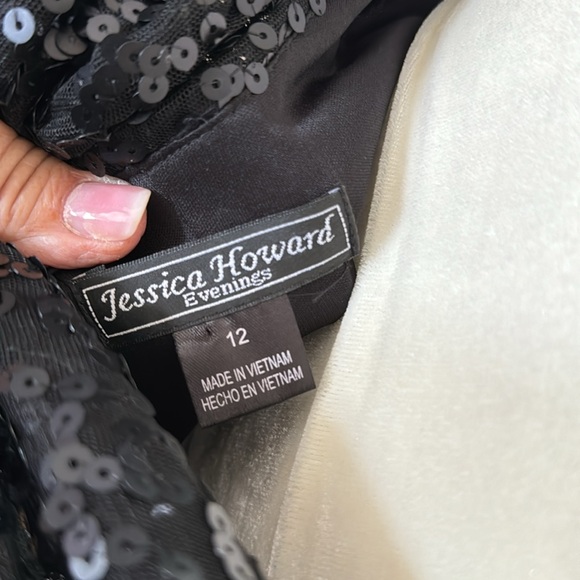 Jessica Howard
Evenings
12
MADE IN VIETNAM
HECHO EN VIETNAM